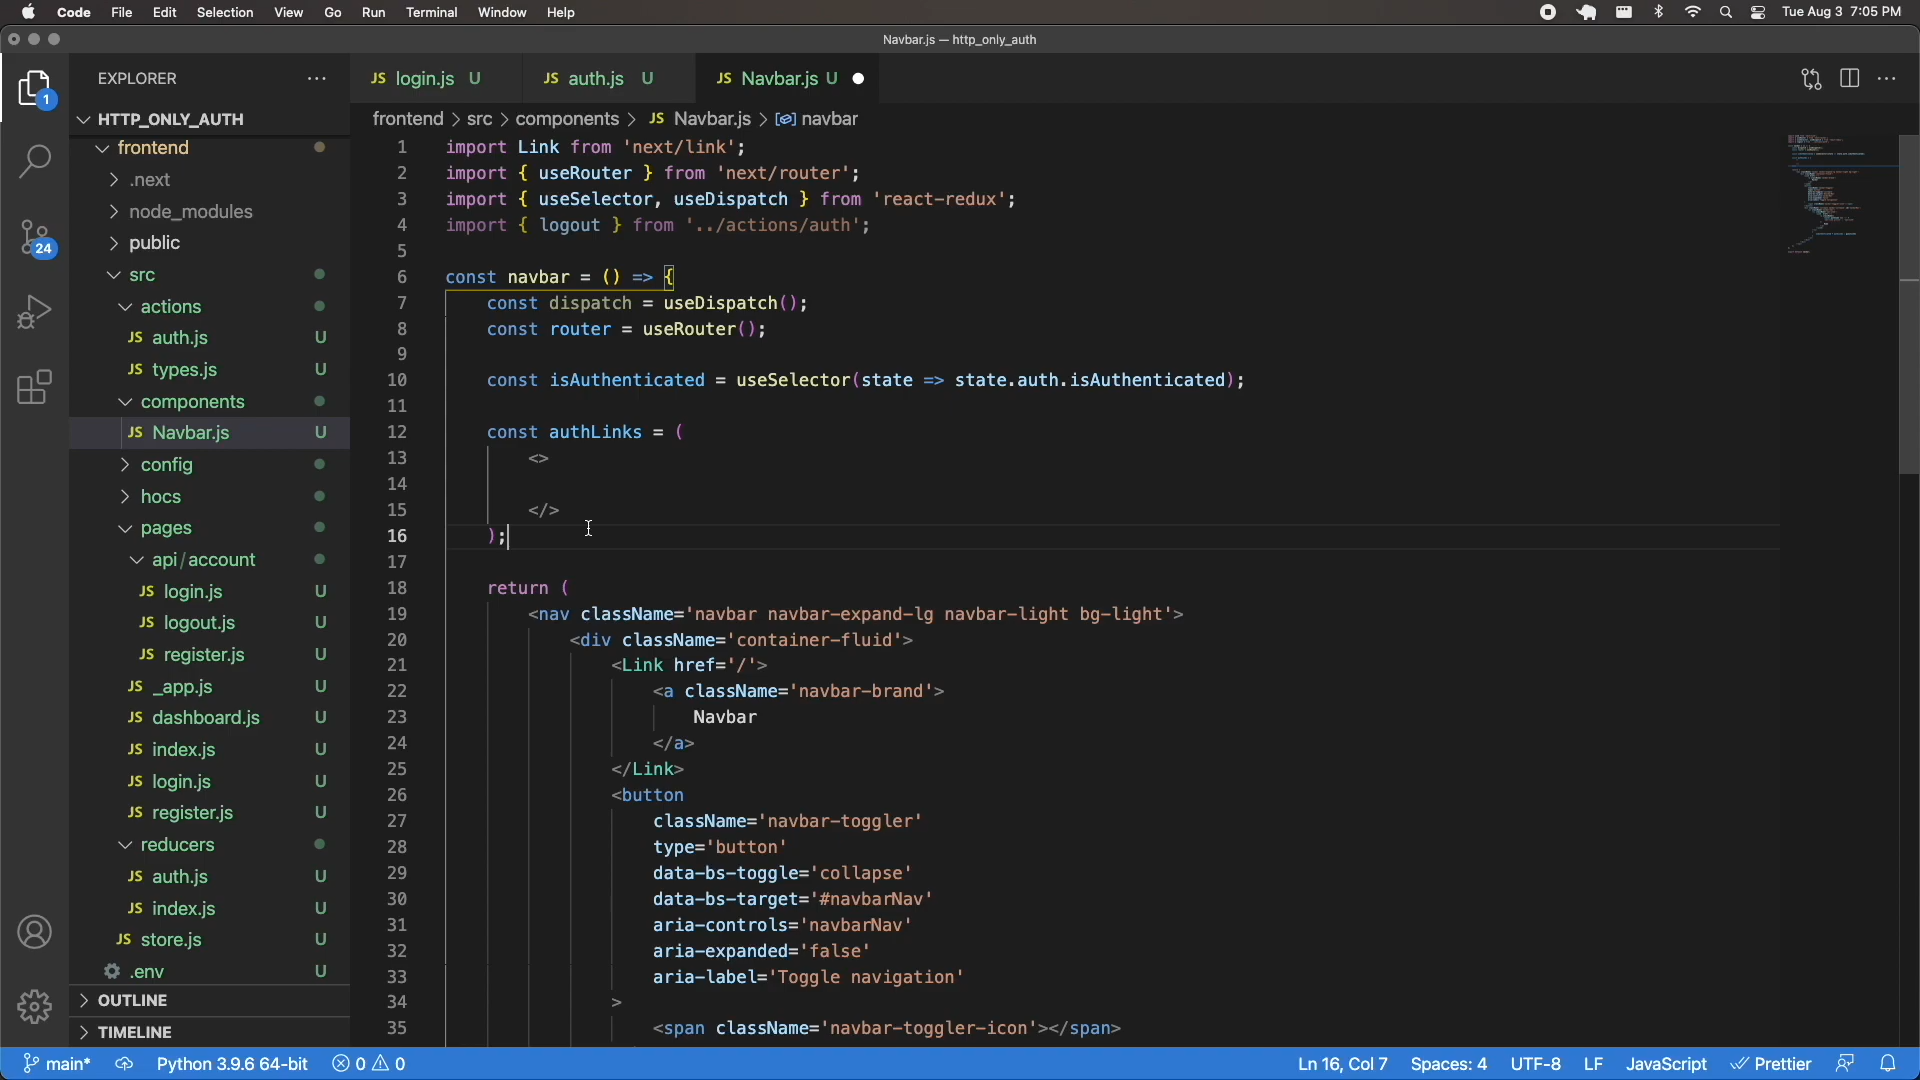 Code File Edit Selection View Go Run Terminal Window Help Tue Aug 3 7:05 PM
Navbar.js — http_only_auth
EXPLORER
JS login.js U JS auth.js U JS Navbar.js U
HTTP_ONLY_AUTH
frontend > src > components > JS Navbar.js > navbar
1
24
frontend
.next
node_modules
public
src
actions
JS auth.js U
JS types.js U
components
JS Navbar.js U
config
hocs
pages
api/account
JS login.js U
JS logout.js U
JS register.js U
JS _app.js U
JS dashboard.js U
JS index.js U
JS login.js U
JS register.js U
reducers
JS auth.js U
JS index.js U
JS store.js U
.env U
OUTLINE
TIMELINE
1 import Link from 'next/link';
2 import { useRouter } from 'next/router';
3 import { useSelector, useDispatch } from 'react-redux';
4 import { logout } from '../actions/auth';
5
6 const navbar = () => {
7 const dispatch = useDispatch();
8 const router = useRouter();
9
10 const isAuthenticated = useSelector(state => state.auth.isAuthenticated);
11
12 const authLinks = (
13 <>
14
15 </>
16 );
17
18 return (
19 <nav className='navbar navbar-expand-lg navbar-light bg-light'>
20 <div className='container-fluid'>
21 <Link href='/'>
22 <a className='navbar-brand'>
23 Navbar
24 </a>
25 </Link>
26 <button
27 className='navbar-toggler'
28 type='button'
29 data-bs-toggle='collapse'
30 data-bs-target='#navbarNav'
31 aria-controls='navbarNav'
32 aria-expanded='false'
33 aria-label='Toggle navigation'
34 >
35 <span className='navbar-toggler-icon'></span>
main* Python 3.9.6 64-bit 0 0 Ln 16, Col 7 Spaces: 4 UTF-8 LF JavaScript Prettier